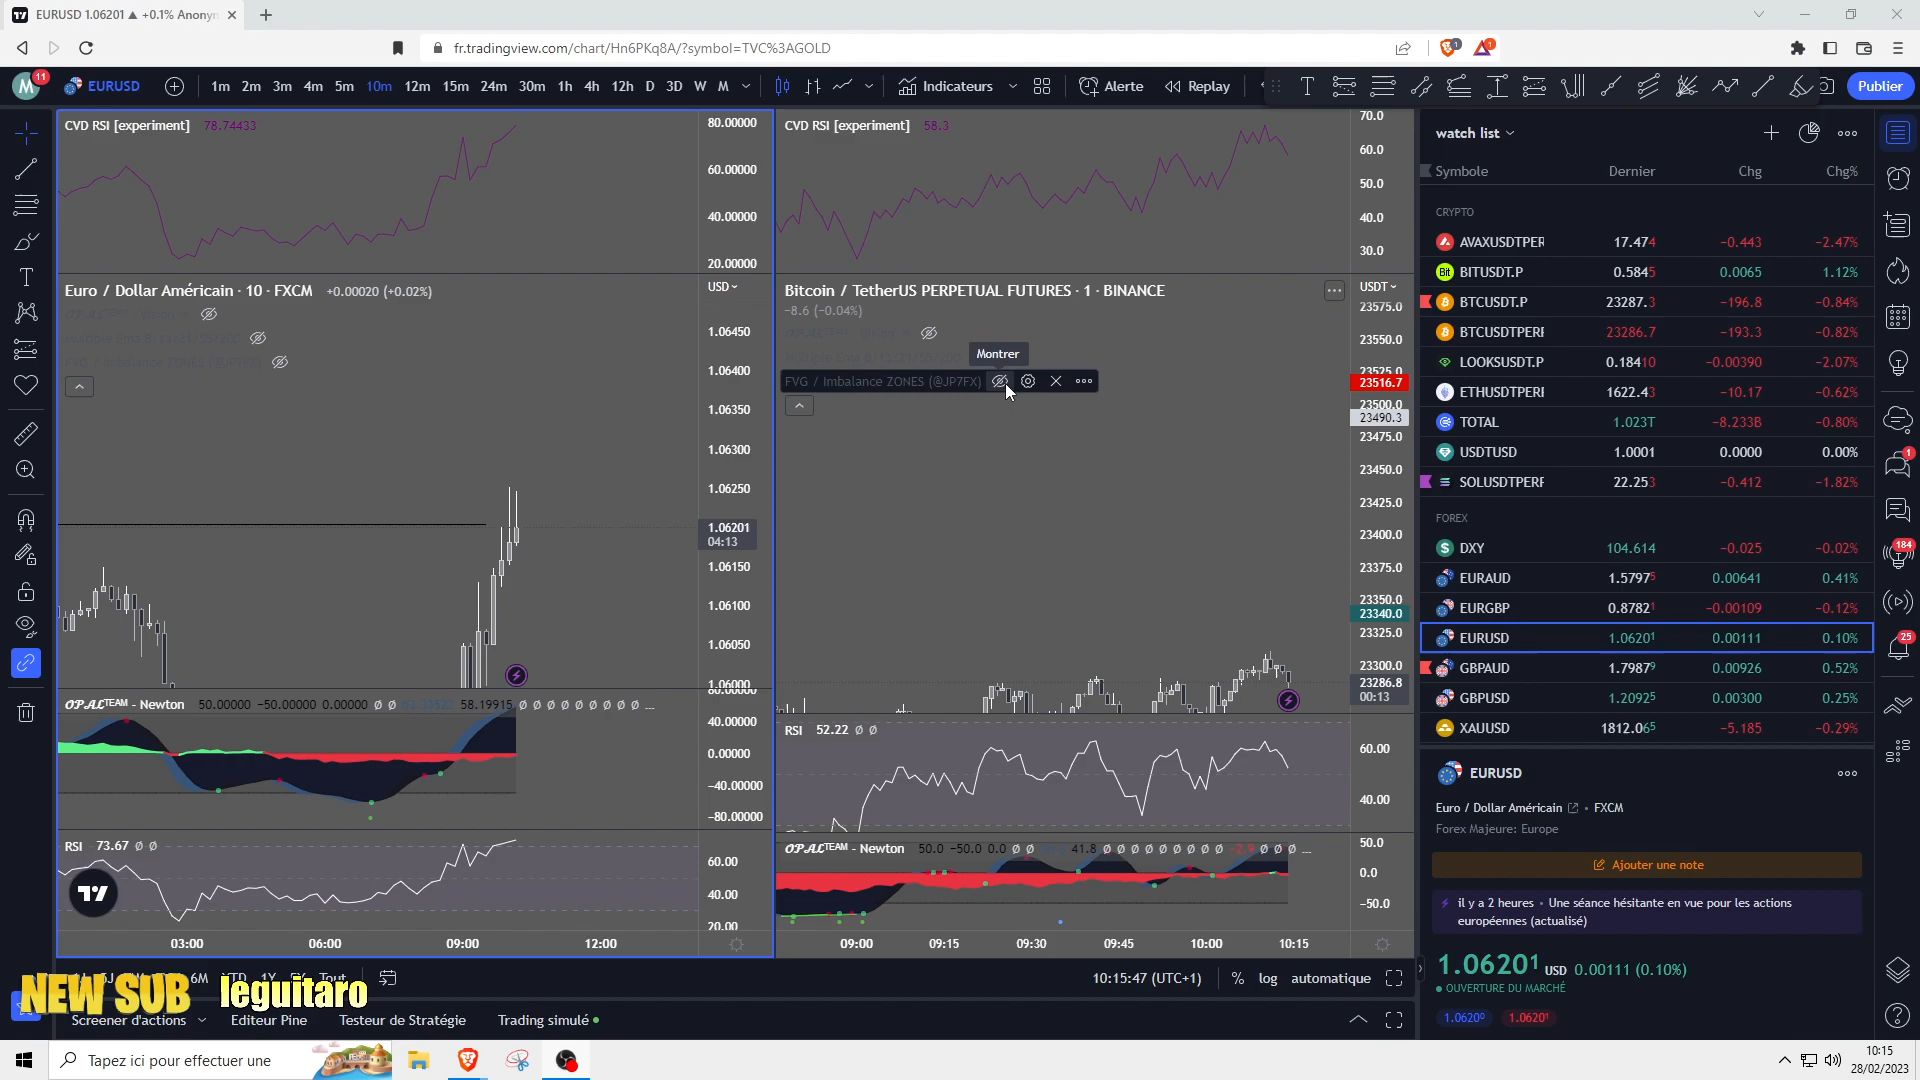 EURUSD 1.06201 ▲ +0.1% Anonym
fr.tradingview.com/chart/Hn6PKq8A/?symbol=TVC%3AGOLD
1
1
M 11
EURUSD
1m 2m 3m 4m 5m 10m 12m 15m 24m 30m 1h 4h 12h D 3D W M
Indicateurs
Alerte
Replay
Publier
CVD RSI [experiment] 78.74433
80.00000
60.00000
40.00000
20.00000
Euro / Dollar Américain · 10 · FXCM +0.00020 (+0.02%)
USD
1.06450
1.06400
1.06350
1.06300
1.06250
1.06201
04:13
1.06150
1.06100
1.06050
1.06000
OPALTEAM - Newton 50.00000 −50.00000 0.00000 ∅ ∅ 58.19915 ∅ ∅ ∅ ∅ ∅ ∅ ∅ ∅ ...
80.00000
40.00000
0.00000
−40.00000
−80.00000
RSI 73.67 ∅ ∅
60.00
40.00
20.00
03:00 06:00 09:00 12:00
CVD RSI [experiment] 58.3
70.0
60.0
50.0
40.0
30.0
Bitcoin / TetherUS PERPETUAL FUTURES · 1 · BINANCE
−8.6 (−0.04%)
Montrer
FVG / Imbalance ZONES (@JP7FX)
USDT
23575.0
23550.0
23525.0
23516.7
23500.0
23490.3
23475.0
23450.0
23425.0
23400.0
23375.0
23350.0
23340.0
23325.0
23300.0
23286.8
00:13
RSI 52.22 ∅ ∅
60.00
40.00
OPALTEAM - Newton 50.0 −50.0 0.0 ∅ ∅ 41.8 ∅ ∅ ∅ ∅ ∅ ∅ ∅ ∅ −2.9 ∅ ∅ ∅ ...
50.0
0.0
−50.0
09:00 09:15 09:30 09:45 10:00 10:15
watch list
Symbole Dernier Chg Chg%
CRYPTO
AVAXUSDTPER 17.474 −0.443 −2.47%
BITUSDT.P 0.5845 0.0065 1.12%
BTCUSDT.P 23287.3 −196.8 −0.84%
BTCUSDTPERP 23286.7 −193.3 −0.82%
LOOKSUSDT.P 0.18410 −0.00390 −2.07%
ETHUSDTPERP 1622.43 −10.17 −0.62%
TOTAL 1.023T −8.233B −0.80%
USDTUSD 1.0001 0.0000 0.00%
SOLUSDTPERP 22.253 −0.412 −1.82%
FOREX
DXY 104.614 −0.025 −0.02%
EURAUD 1.57975 0.00641 0.41%
EURGBP 0.87821 −0.00109 −0.12%
EURUSD 1.06201 0.00111 0.10%
GBPAUD 1.79879 0.00926 0.52%
GBPUSD 1.20925 0.00300 0.25%
XAUUSD 1812.065 −5.185 −0.29%
EURUSD
Euro / Dollar Américain • FXCM
Forex Majeure: Europe
Ajouter une note
il y a 2 heures • Une séance hésitante en vue pour les actions
européennes (actualisé)
1.06201 USD 0.00111 (0.10%)
OUVERTURE DU MARCHÉ
1.06200 1.06201
1
184
25
6M YTD 1Y Tout
10:15:47 (UTC+1) % log automatique
NEW SUB leguitaro
Screener d'actions Editeur Pine Testeur de Stratégie Trading simulé
Tapez ici pour effectuer une
10:15
28/02/2023